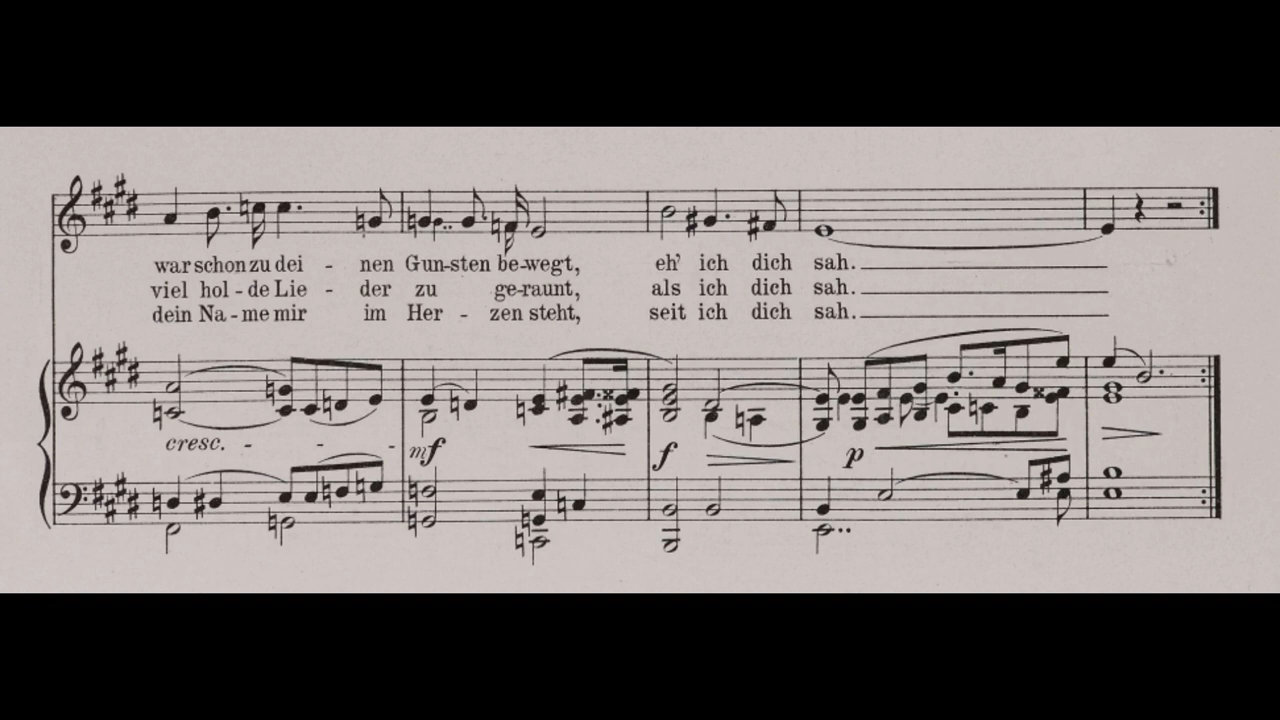 war schon zu dei - nen Gun-sten be-wegt, eh' ich dich sah.
viel hol-de Lie - der zu ge-raunt, als ich dich sah.
dein Na-me mir im Her - zen steht, seit ich dich sah.
cresc. - - - mf f p